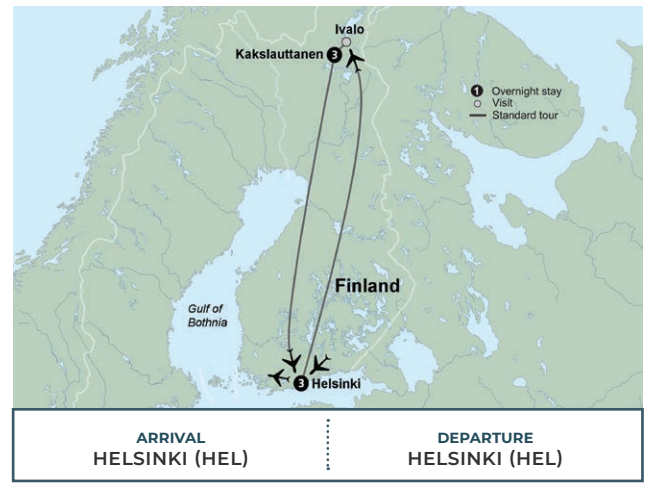 Ivalo
Kakslauttanen 3
1 Overnight stay
Visit
Standard tour
Finland
Gulf of
Bothnia
3 Helsinki
ARRIVAL
HELSINKI (HEL)
DEPARTURE
HELSINKI (HEL)